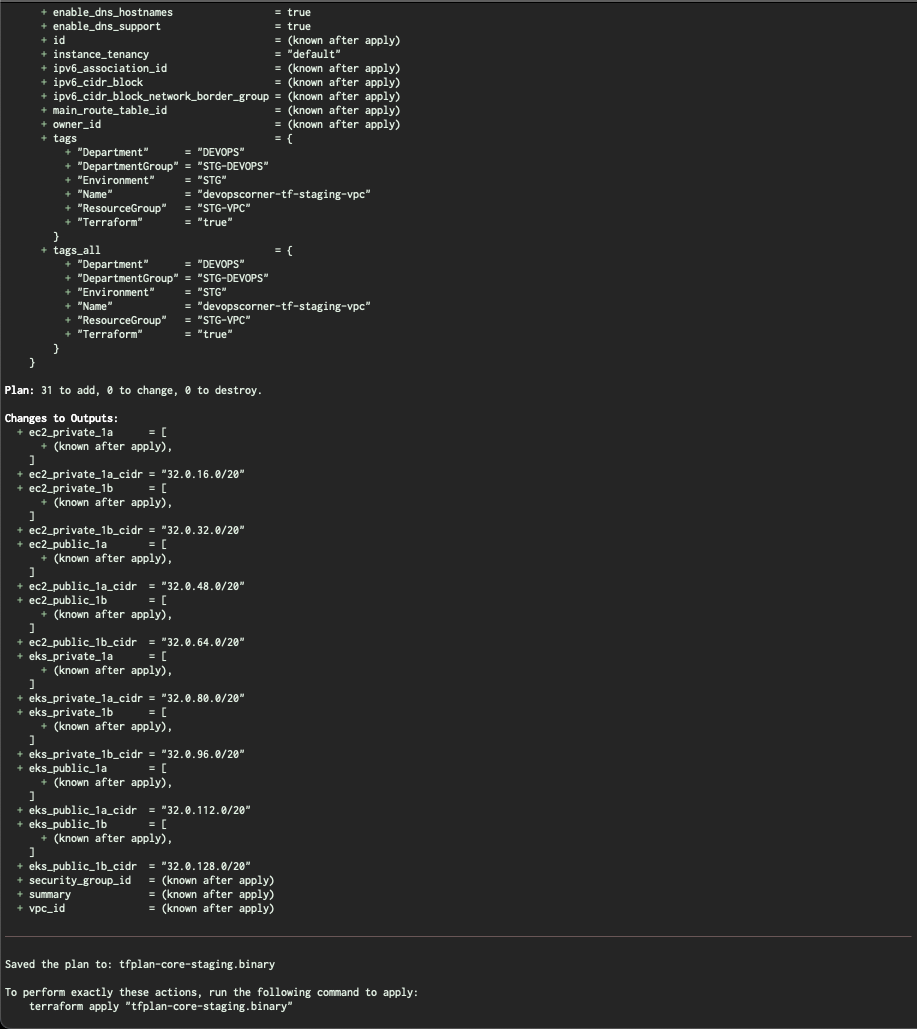 + enable_dns_hostnames                 = true
+ enable_dns_support                   = true
+ id                                   = (known after apply)
+ instance_tenancy                     = "default"
+ ipv6_association_id                  = (known after apply)
+ ipv6_cidr_block                      = (known after apply)
+ ipv6_cidr_block_network_border_group = (known after apply)
+ main_route_table_id                  = (known after apply)
+ owner_id                             = (known after apply)
+ tags                                 = {
    + "Department"      = "DEVOPS"
    + "DepartmentGroup" = "STG-DEVOPS"
    + "Environment"     = "STG"
    + "Name"            = "devopscorner-tf-staging-vpc"
    + "ResourceGroup"   = "STG-VPC"
    + "Terraform"       = "true"
  }
+ tags_all                             = {
    + "Department"      = "DEVOPS"
    + "DepartmentGroup" = "STG-DEVOPS"
    + "Environment"     = "STG"
    + "Name"            = "devopscorner-tf-staging-vpc"
    + "ResourceGroup"   = "STG-VPC"
    + "Terraform"       = "true"
  }
}
Plan: 31 to add, 0 to change, 0 to destroy.
Changes to Outputs:
  + ec2_private_1a      = [
      + (known after apply),
    ]
  + ec2_private_1a_cidr = "32.0.16.0/20"
  + ec2_private_1b      = [
      + (known after apply),
    ]
  + ec2_private_1b_cidr = "32.0.32.0/20"
  + ec2_public_1a       = [
      + (known after apply),
    ]
  + ec2_public_1a_cidr  = "32.0.48.0/20"
  + ec2_public_1b       = [
      + (known after apply),
    ]
  + ec2_public_1b_cidr  = "32.0.64.0/20"
  + eks_private_1a      = [
      + (known after apply),
    ]
  + eks_private_1a_cidr = "32.0.80.0/20"
  + eks_private_1b      = [
      + (known after apply),
    ]
  + eks_private_1b_cidr = "32.0.96.0/20"
  + eks_public_1a       = [
      + (known after apply),
    ]
  + eks_public_1a_cidr  = "32.0.112.0/20"
  + eks_public_1b       = [
      + (known after apply),
    ]
  + eks_public_1b_cidr  = "32.0.128.0/20"
  + security_group_id   = (known after apply)
  + summary             = (known after apply)
  + vpc_id              = (known after apply)
Saved the plan to: tfplan-core-staging.binary
To perform exactly these actions, run the following command to apply:
    terraform apply "tfplan-core-staging.binary"